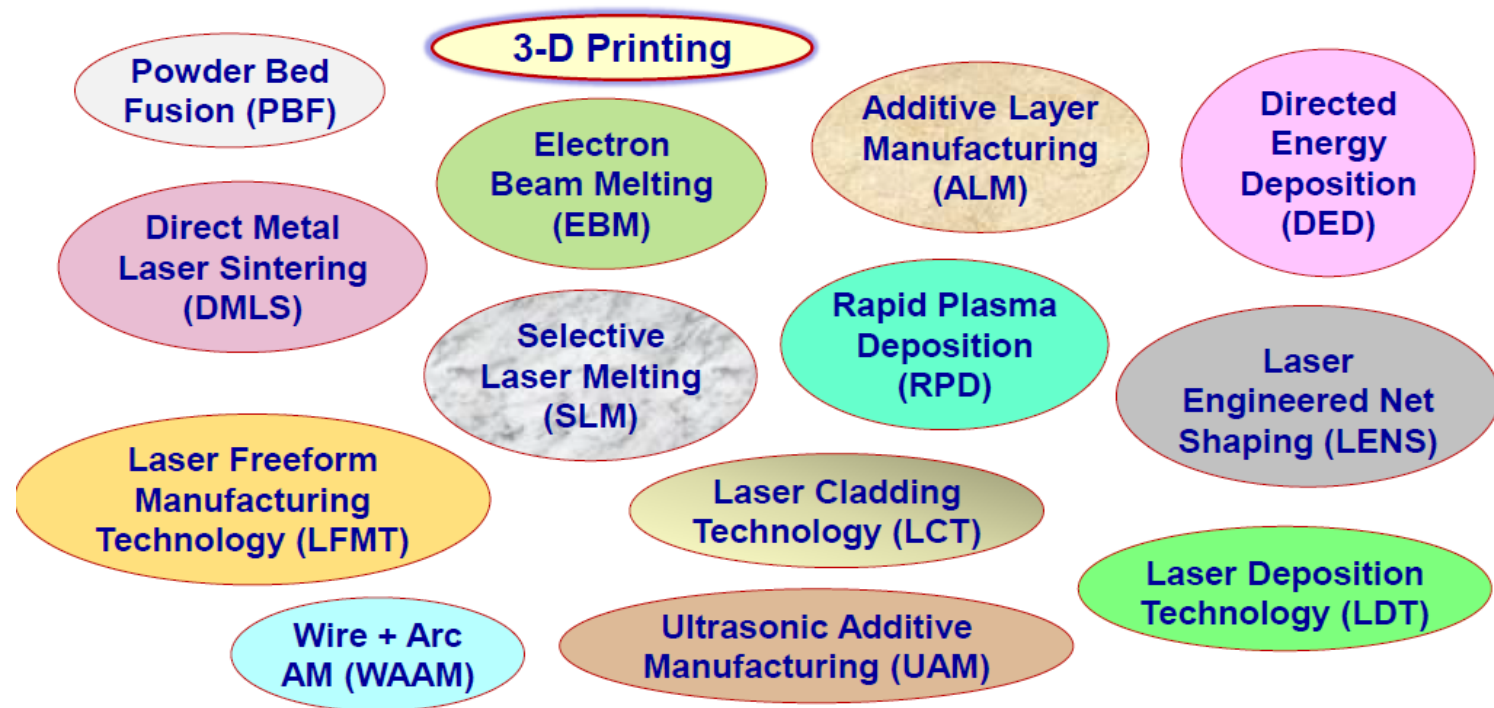 3-D Printing
Powder Bed
Fusion (PBF)
Electron
Beam Melting
(EBM)
Additive Layer
Manufacturing
(ALM)
Directed
Energy
Deposition
(DED)
Direct Metal
Laser Sintering
(DMLS)
Selective
Laser Melting
(SLM)
Rapid Plasma
Deposition
(RPD)
Laser
Engineered Net
Shaping (LENS)
Laser Freeform
Manufacturing
Technology (LFMT)
Laser Cladding
Technology (LCT)
Laser Deposition
Technology (LDT)
Wire + Arc
AM (WAAM)
Ultrasonic Additive
Manufacturing (UAM)